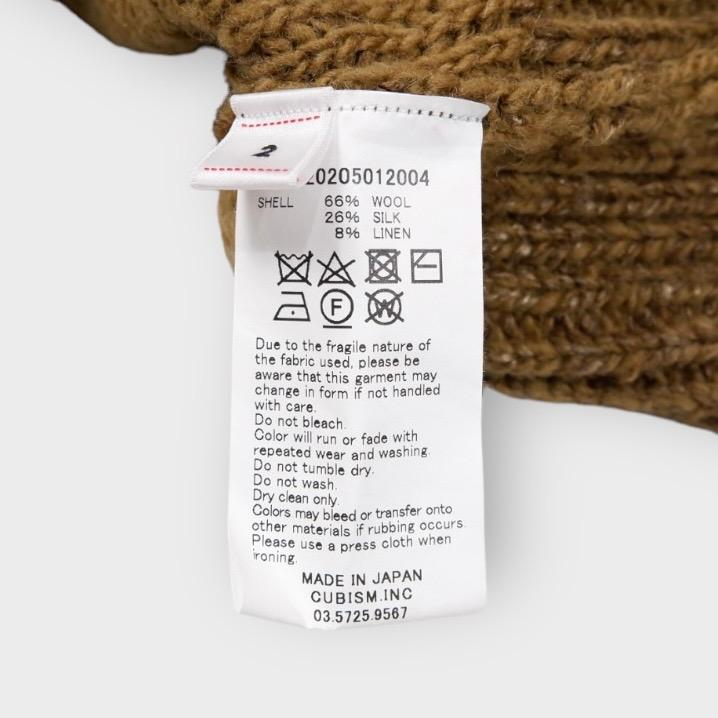 2
20205012004
SHELL 66% WOOL
26% SILK
8% LINEN
F
W
Due to the fragile nature of
the fabric used, please be
aware that this garment may
change in form if not handled
with care.
Do not bleach.
Color will run or fade with
repeated wear and washing.
Do not tumble dry.
Do not wash.
Dry clean only.
Colors may bleed or transfer onto
other materials if rubbing occurs.
Please use a press cloth when
ironing.
MADE IN JAPAN
CUBISM.INC
03.5725.9567